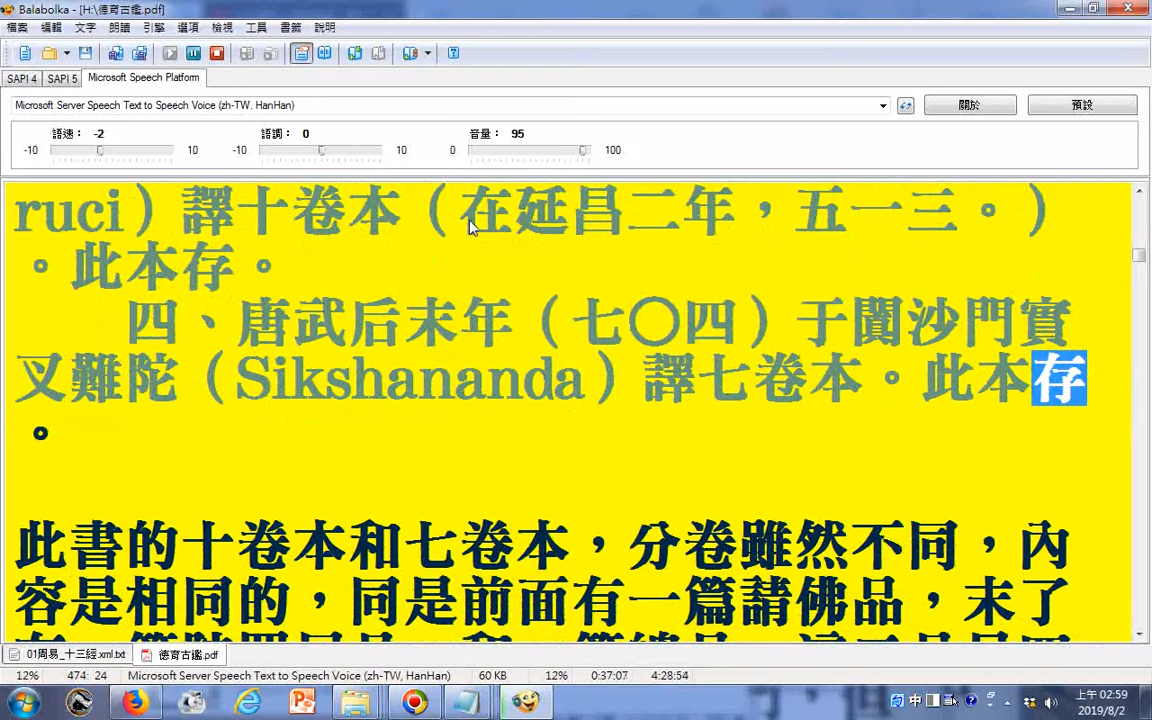 Balabolka - [H:\德育古鑑.pdf]
檔案 編輯 文字 朗讀 引擎 選項 檢視 工具 書籤 說明
SAPI 4 SAPI 5 Microsoft Speech Platform
Microsoft Server Speech Text to Speech Voice (zh-TW, HanHan) 關於 預設
語速： -2 語調： 0 音量： 95
-10 10 -10 10 0 100
ruci）譯十卷本（在延昌二年，五一三。）
。此本存。
四、唐武后末年（七〇四）于闐沙門實
叉難陀（Sikshananda）譯七卷本。此本存
。
此書的十卷本和七卷本，分卷雖然不同，內
容是相同的，同是前面有一篇請佛品，末了
01周易_十三經.xml.txt 德育古鑑.pdf
12% 474: 24 Microsoft Server Speech Text to Speech Voice (zh-TW, HanHan) 60 KB 12% 0:37:07 4:28:54
中 上午 02:59
2019/8/2